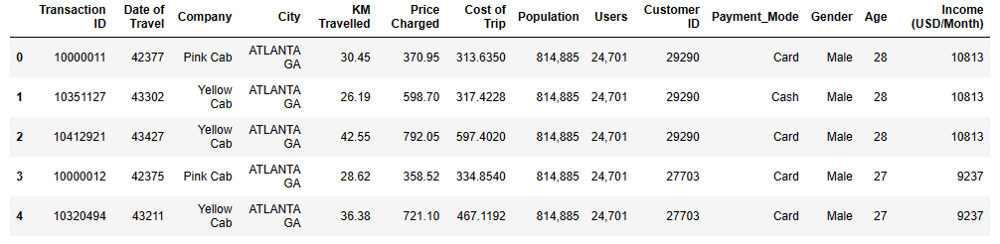 Transaction ID Date of Travel Company City KM Travelled Price Charged Cost of Trip Population Users Customer ID Payment_Mode Gender Age Income (USD/Month)
0 10000011 42377 Pink Cab ATLANTA GA 30.45 370.95 313.6350 814,885 24,701 29290 Card Male 28 10813
1 10351127 43302 Yellow Cab ATLANTA GA 26.19 598.70 317.4228 814,885 24,701 29290 Cash Male 28 10813
2 10412921 43427 Yellow Cab ATLANTA GA 42.55 792.05 597.4020 814,885 24,701 29290 Card Male 28 10813
3 10000012 42375 Pink Cab ATLANTA GA 28.62 358.52 334.8540 814,885 24,701 27703 Card Male 27 9237
4 10320494 43211 Yellow Cab ATLANTA GA 36.38 721.10 467.1192 814,885 24,701 27703 Card Male 27 9237